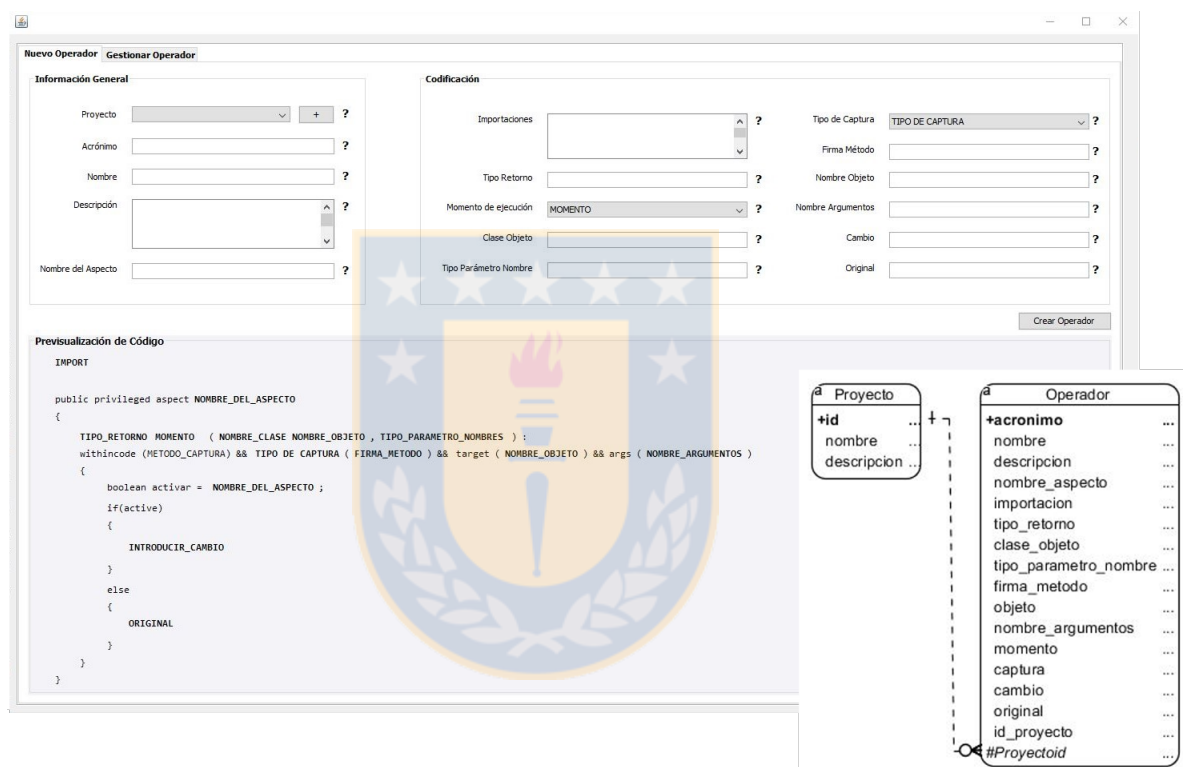 Nuevo Operador Gestionar Operador
Información General
Proyecto + ?
Acrónimo ?
Nombre ?
Descripción ?
Nombre del Aspecto ?
Codificación
Importaciones ?
Tipo Retorno ?
Momento de ejecución MOMENTO ?
Clase Objeto ?
Tipo Parámetro Nombre ?
Tipo de Captura TIPO DE CAPTURA ?
Firma Método ?
Nombre Objeto ?
Nombre Argumentos ?
Cambio ?
Original ?
Crear Operador
Previsualización de Código
IMPORT
public privileged aspect NOMBRE_DEL_ASPECTO
{
TIPO_RETORNO MOMENTO ( NOMBRE_CLASE NOMBRE_OBJETO , TIPO_PARAMETRO_NOMBRES ) :
withincode (METODO_CAPTURA) && TIPO DE CAPTURA ( FIRMA_METODO ) && target ( NOMBRE_OBJETO ) && args ( NOMBRE_ARGUMENTOS )
{
boolean activar = NOMBRE_DEL_ASPECTO ;
if(active)
{
INTRODUCIR_CAMBIO
}
else
{
ORIGINAL
}
}
}
a Proyecto
+id ...
nombre ...
descripcion ...
a Operador
+acronimo ...
nombre ...
descripcion ...
nombre_aspecto ...
importacion ...
tipo_retorno ...
clase_objeto ...
tipo_parametro_nombre ...
firma_metodo ...
objeto ...
nombre_argumentos ...
momento ...
captura ...
cambio ...
original ...
id_proyecto ...
#Proyectoid ...